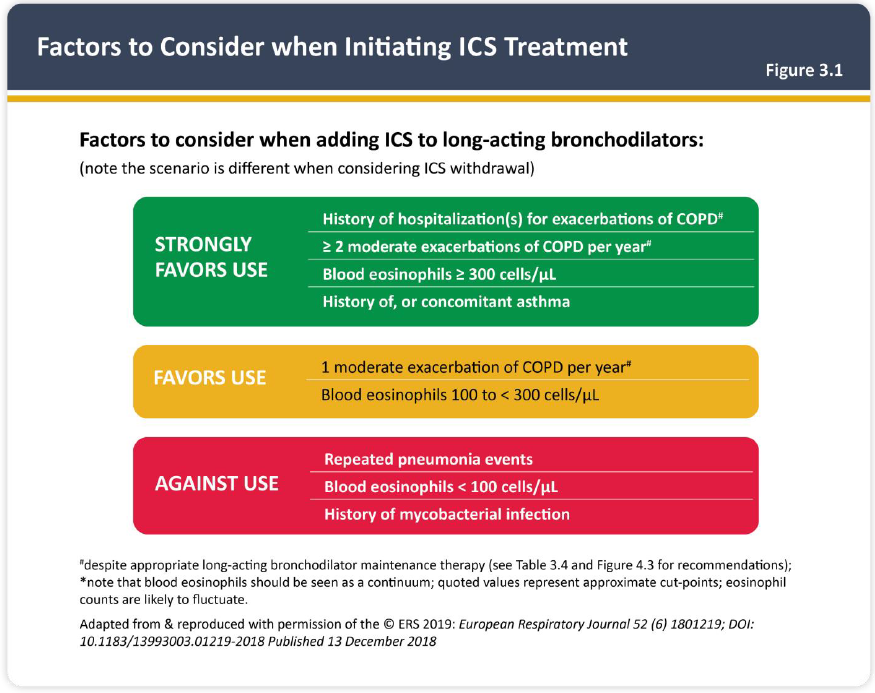 Factors to Consider when Initiating ICS Treatment
Figure 3.1
Factors to consider when adding ICS to long-acting bronchodilators:
(note the scenario is different when considering ICS withdrawal)
STRONGLY
FAVORS USE
History of hospitalization(s) for exacerbations of COPD#
≥ 2 moderate exacerbations of COPD per year#
Blood eosinophils ≥ 300 cells/µL
History of, or concomitant asthma
FAVORS USE
1 moderate exacerbation of COPD per year#
Blood eosinophils 100 to < 300 cells/µL
AGAINST USE
Repeated pneumonia events
Blood eosinophils < 100 cells/µL
History of mycobacterial infection
#despite appropriate long-acting bronchodilator maintenance therapy (see Table 3.4 and Figure 4.3 for recommendations);
*note that blood eosinophils should be seen as a continuum; quoted values represent approximate cut-points; eosinophil
counts are likely to fluctuate.
Adapted from & reproduced with permission of the © ERS 2019: European Respiratory Journal 52 (6) 1801219; DOI:
10.1183/13993003.01219-2018 Published 13 December 2018